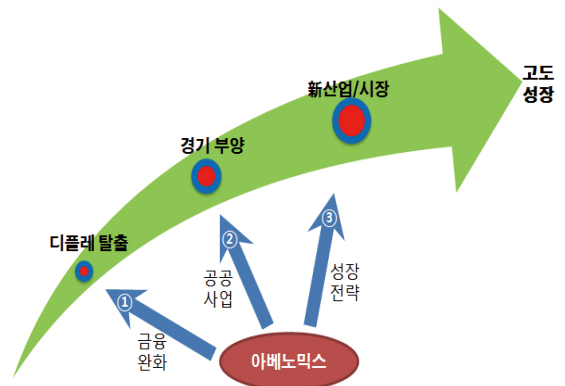 고도
성장
新산업/시장
경기 부양
디플레 탈출
①
금융
완화
②
공공
사업
③
성장
전략
아베노믹스